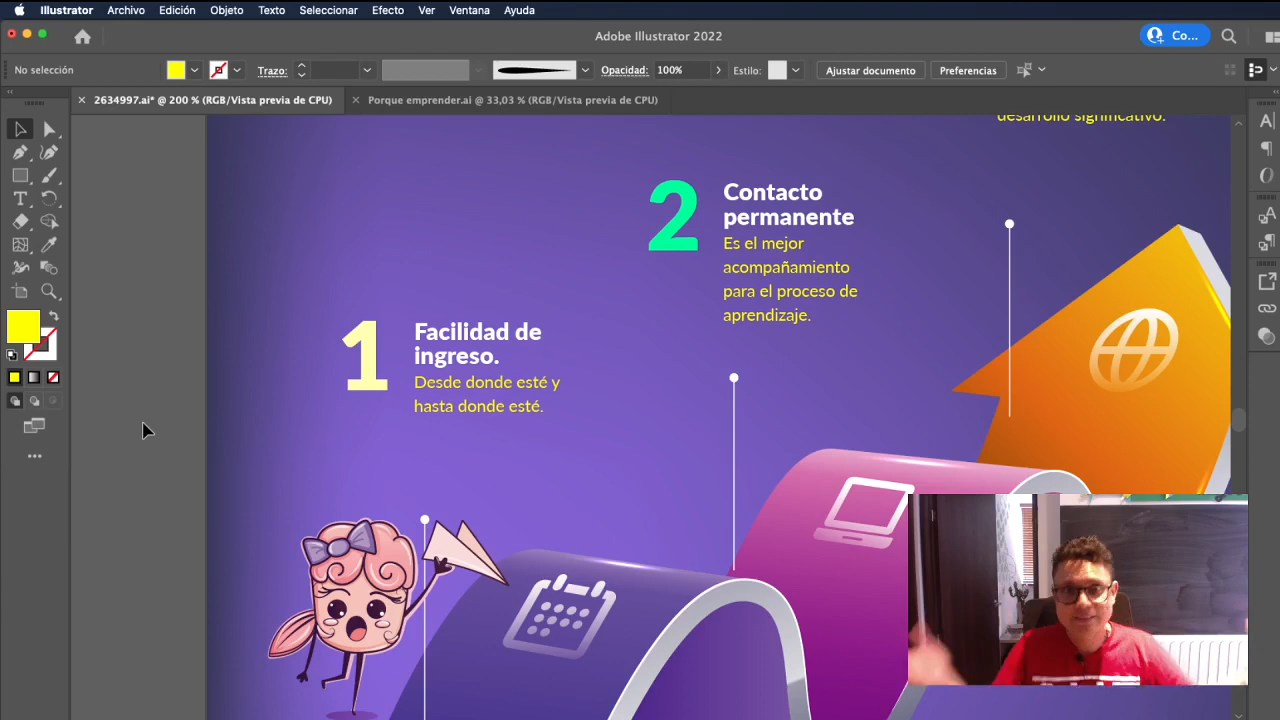 Illustrator Archivo Edición Objeto Texto Seleccionar Efecto Ver Ventana Ayuda
Adobe Illustrator 2022
Co...
No selección
Trazo:
Opacidad: 100%
Estilo:
Ajustar documento
Preferencias
2634997.ai* @ 200 % (RGB/Vista previa de CPU)
Porque emprender.ai @ 33,03 % (RGB/Vista previa de CPU)
desarrollo significativo.
2
Contacto
permanente
Es el mejor
acompañamiento
para el proceso de
aprendizaje.
1
Facilidad de
ingreso.
Desde donde esté y
hasta donde esté.